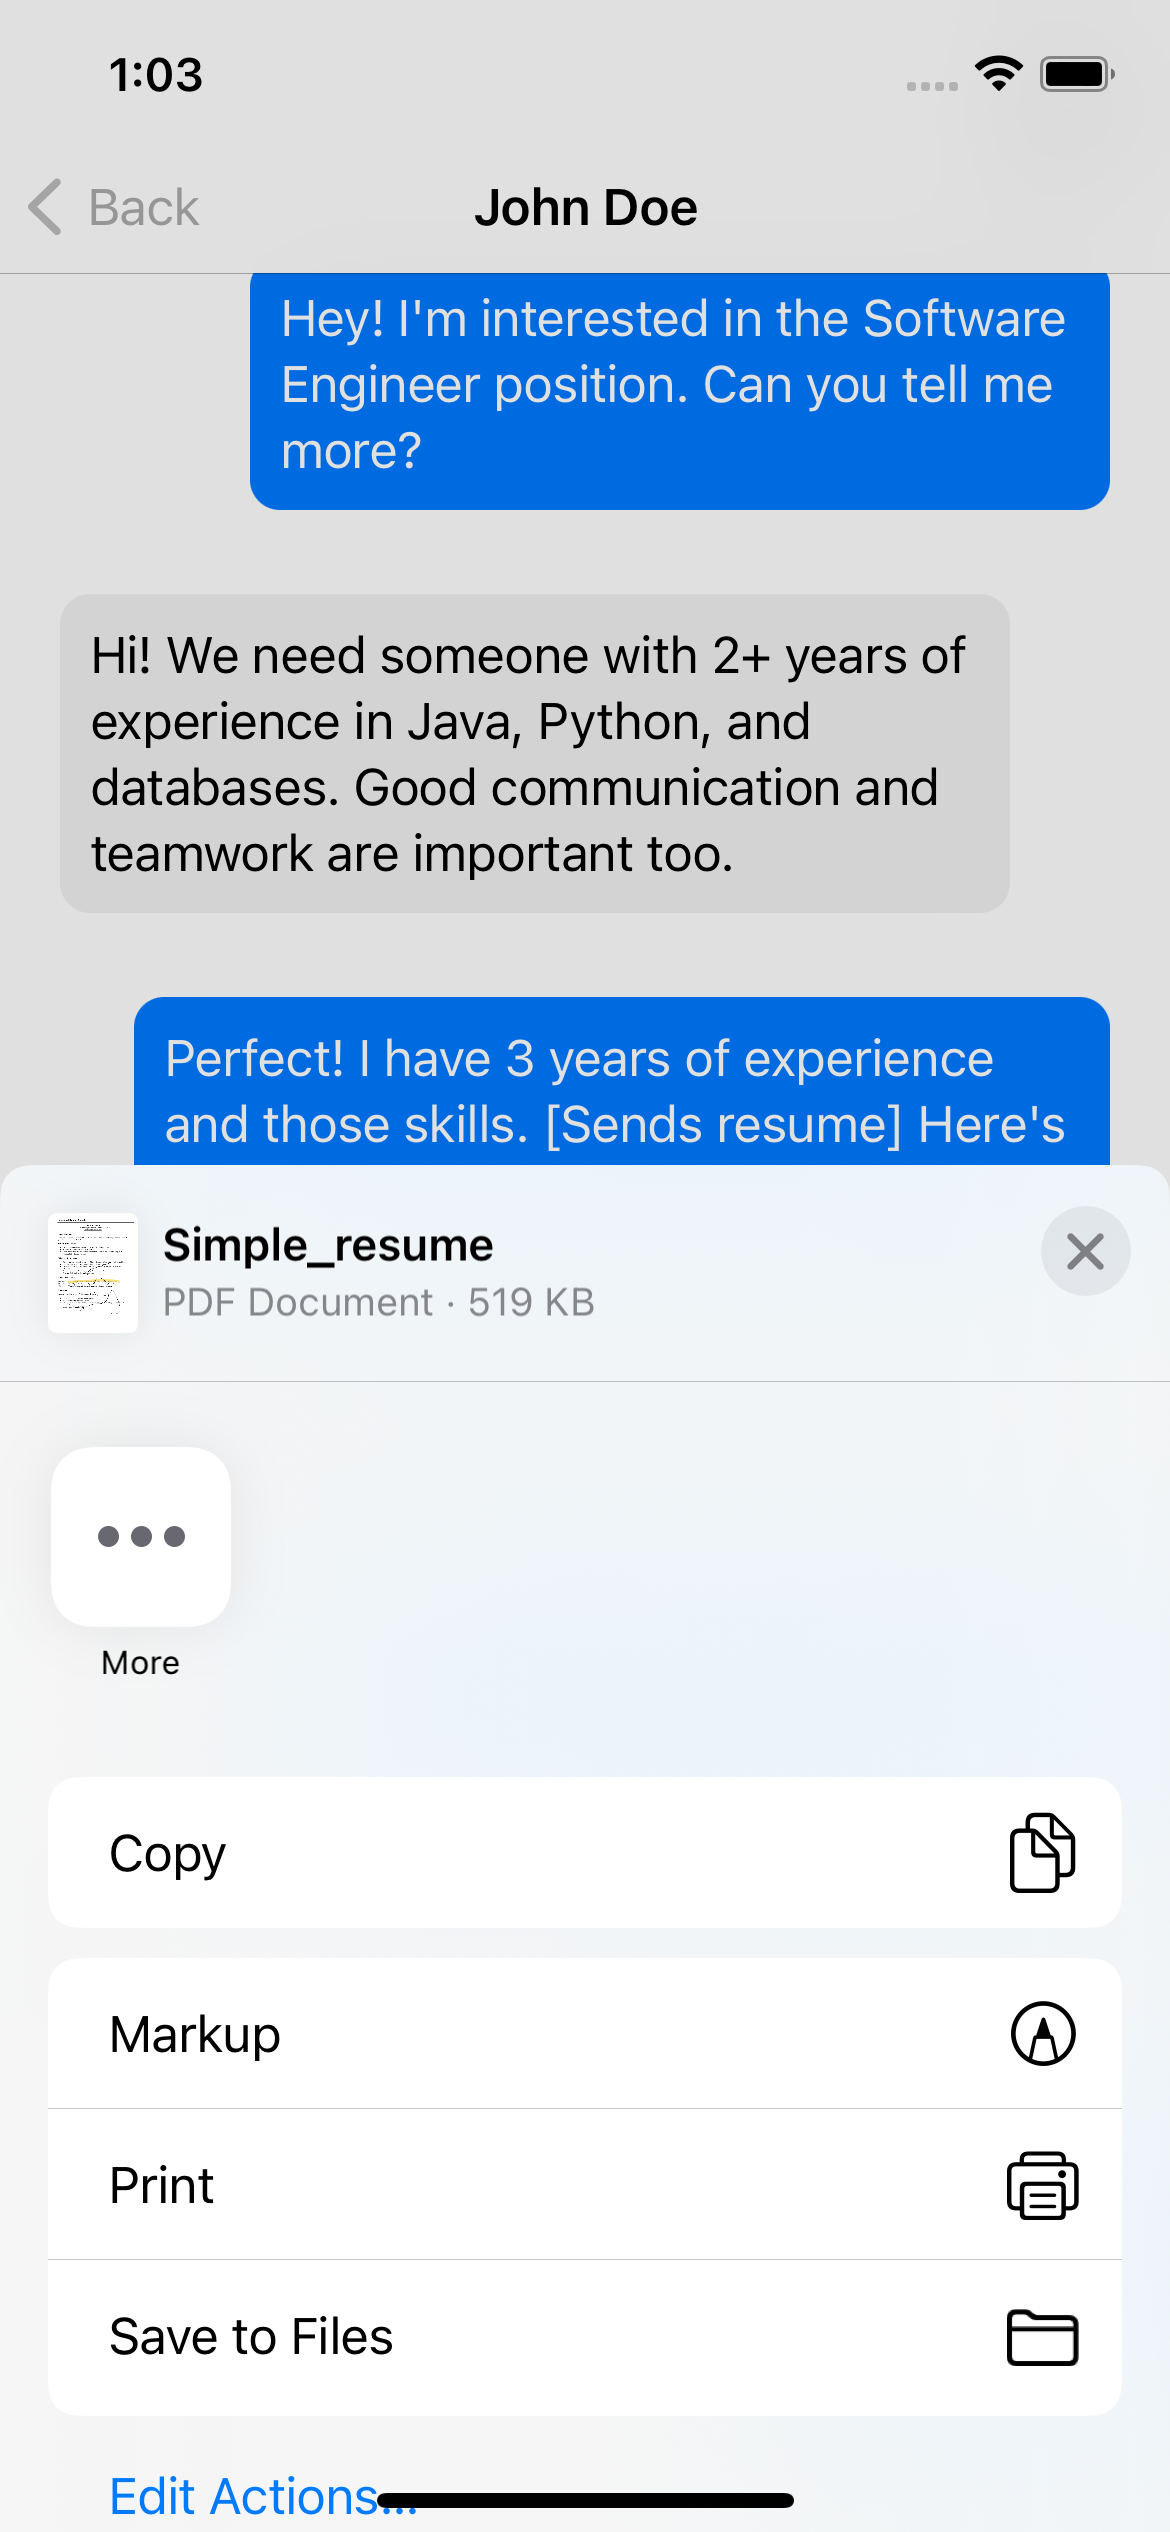 1:03
Back
John Doe
Hey! I'm interested in the Software
Engineer position. Can you tell me
more?
Hi! We need someone with 2+ years of
experience in Java, Python, and
databases. Good communication and
teamwork are important too.
Perfect! I have 3 years of experience
and those skills. [Sends resume] Here's
Simple_resume
PDF Document · 519 KB
More
Copy
Markup
Print
Save to Files
Edit Actions...